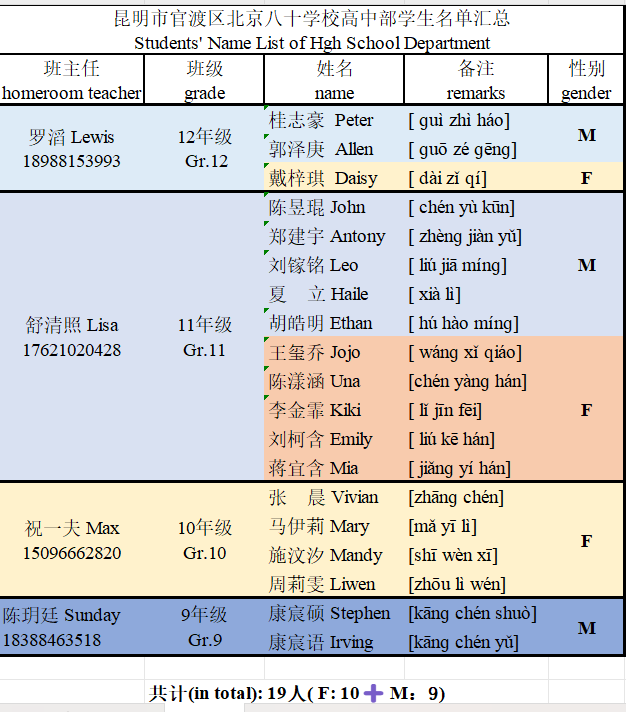 昆明市官渡区北京八十学校高中部学生名单汇总
Students' Name List of Hgh School Department
班主任 班级 姓名 备注 性别
homeroom teacher grade name remarks gender
罗滔 Lewis
18988153993
12年级
Gr.12
桂志豪 Peter [ guì zhì háo]
郭泽庚 Allen [ guō zé gēng]
M
戴梓琪 Daisy [ dài zǐ qí] F
舒清照 Lisa
17621020428
11年级
Gr.11
陈昱琨 John [ chén yù kūn]
郑建宇 Antony [ zhèng jiàn yǔ]
刘镓铭 Leo [ liú jiā míng]
夏 立 Haile [ xià lì]
胡皓明 Ethan [ hú hào míng]
M
王玺乔 Jojo [ wáng xǐ qiáo]
陈漾涵 Una [chén yàng hán]
李金霏 Kiki [ lǐ jīn fēi]
刘柯含 Emily [ liú kē hán]
蒋宜含 Mia [ jiǎng yí hán]
F
祝一夫 Max
15096662820
10年级
Gr.10
张 晨 Vivian [zhāng chén]
马伊莉 Mary [mǎ yī lì]
施汶汐 Mandy [shī wèn xī]
周莉雯 Liwen [zhōu lì wén]
F
陈玥廷 Sunday
18388463518
9年级
Gr.9
康宸硕 Stephen [kāng chén shuò]
康宸语 Irving [kāng chén yǔ]
M
共计(in total): 19人( F: 10➕ M：9)